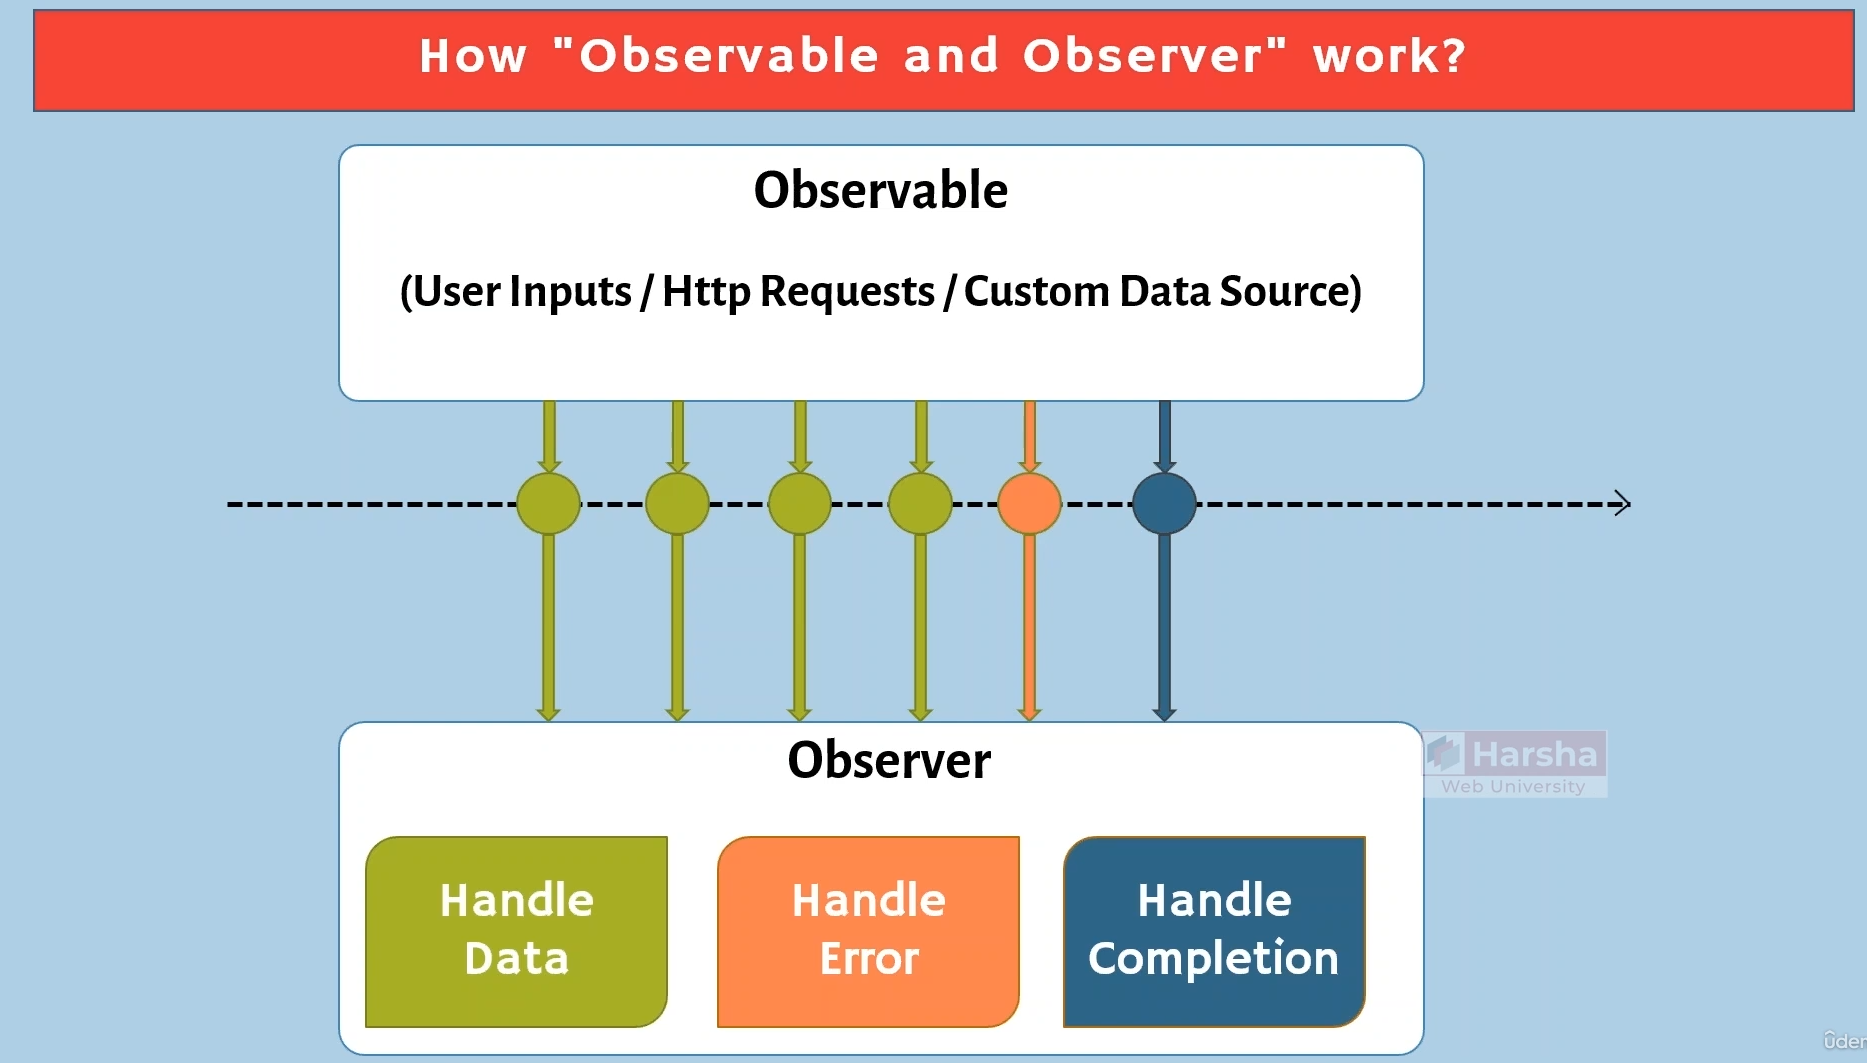 How "Observable and Observer" work?
Observable
(User Inputs / Http Requests / Custom Data Source)
Observer
Harsha
Web University
Handle
Data
Handle
Error
Handle
Completion